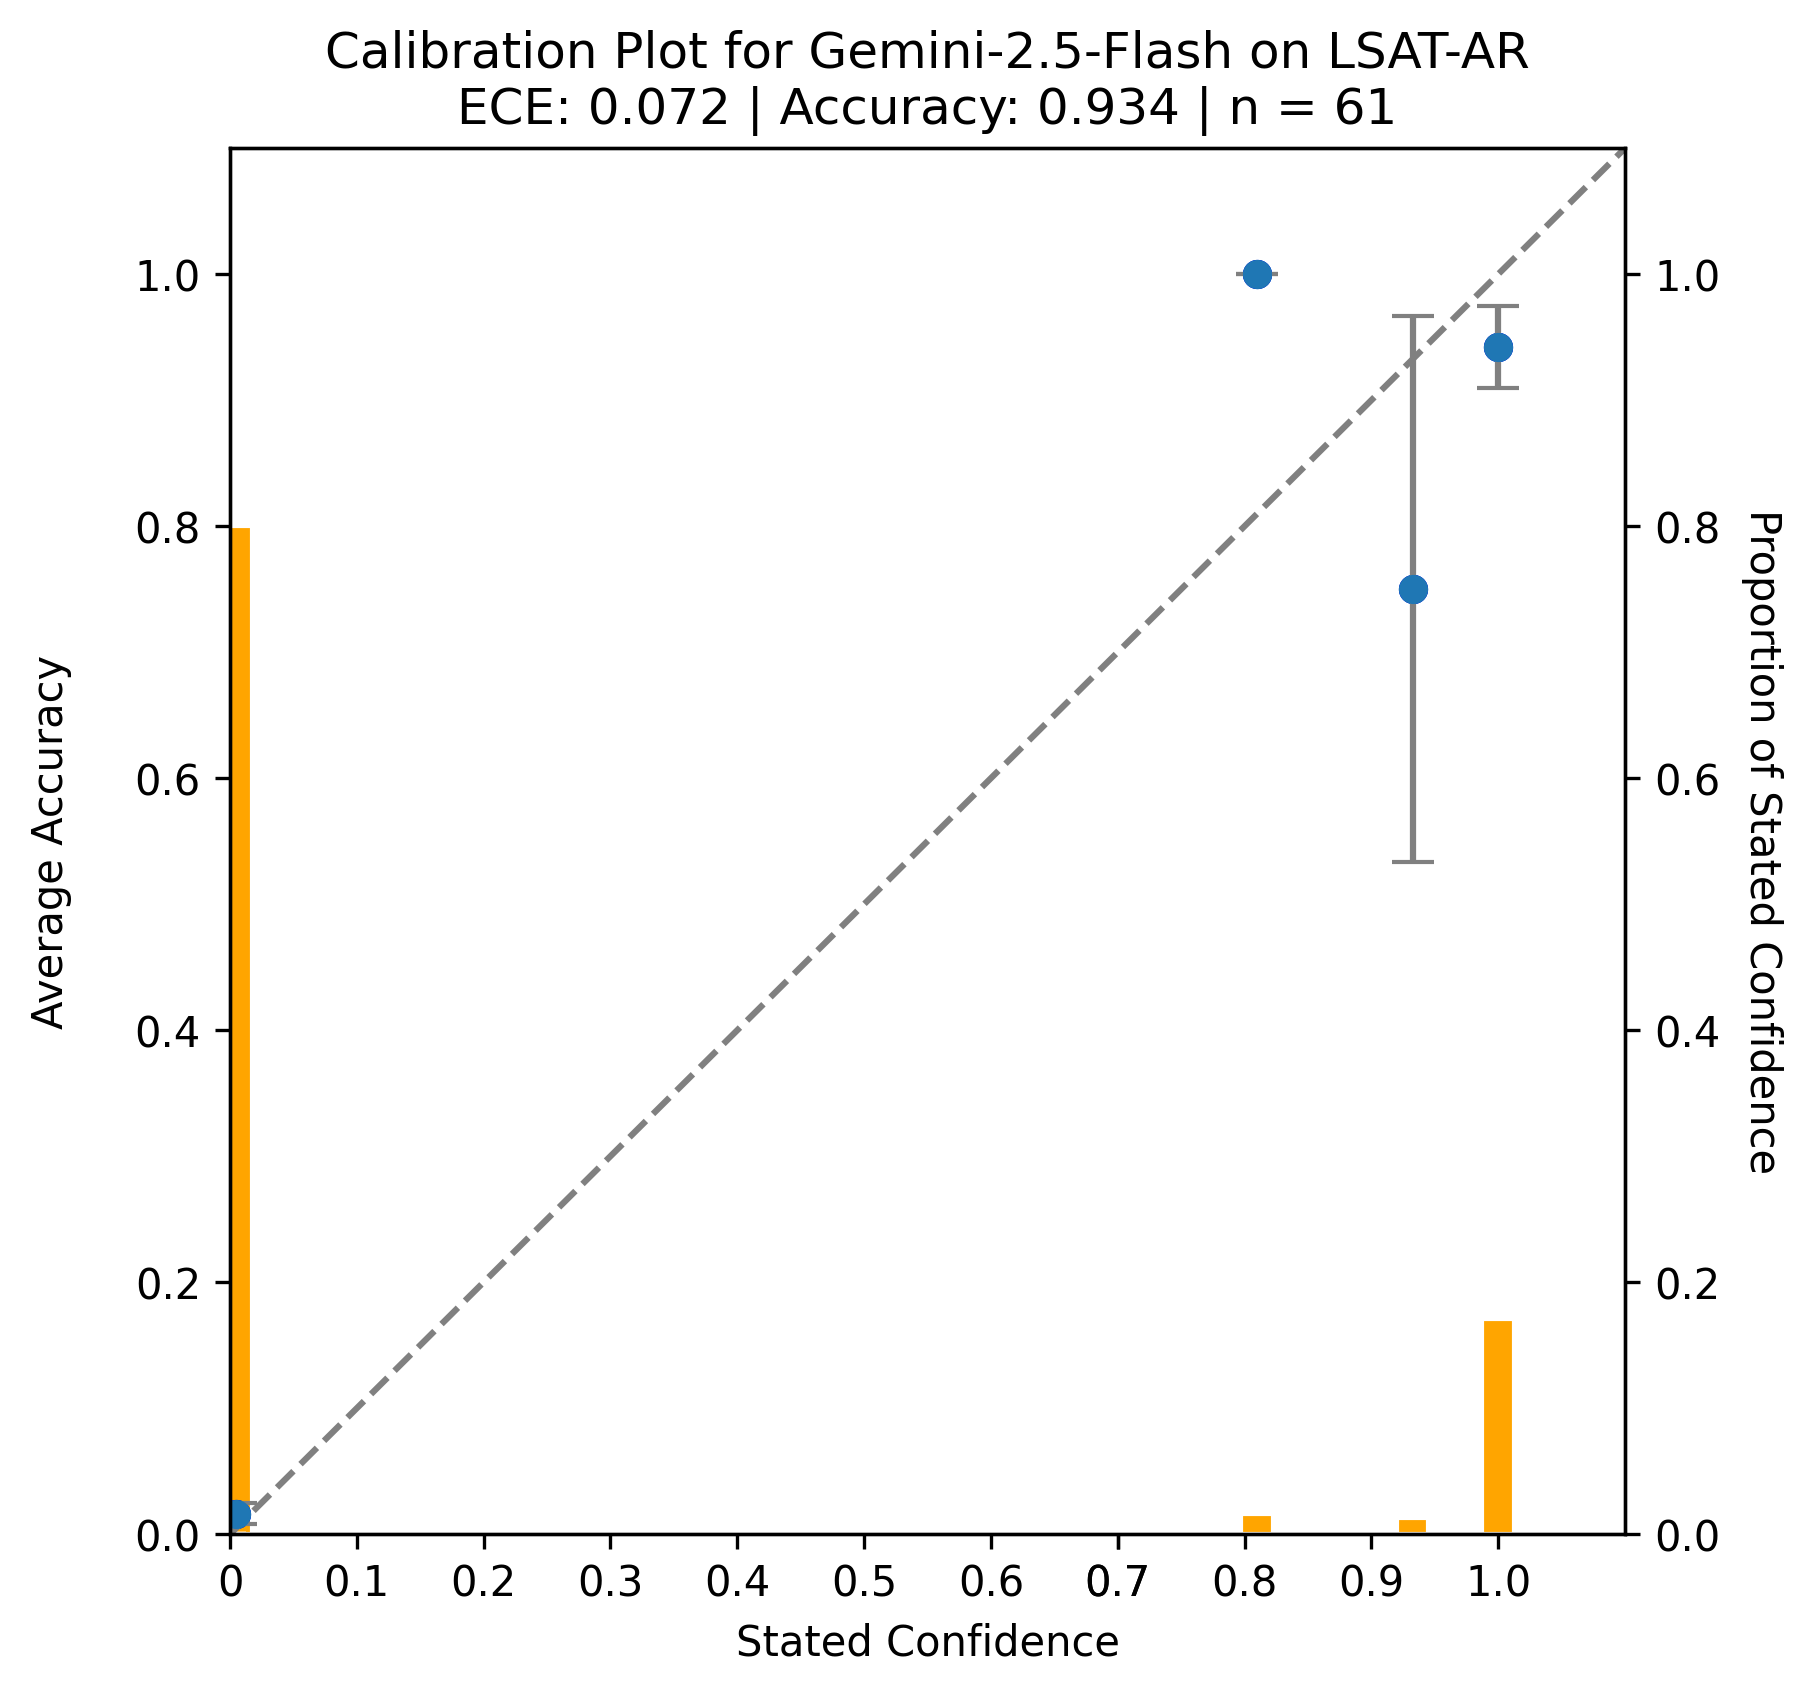 Calibration Plot for Gemini-2.5-Flash on LSAT-AR
ECE: 0.072 | Accuracy: 0.934 | n = 61
Average Accuracy
1.0
0.8
0.6
0.4
0.2
0.0
1.0
0.8
0.6
0.4
0.2
0.0
Proportion of Stated Confidence
0 0.1 0.2 0.3 0.4 0.5 0.6 0.7 0.8 0.9 1.0
Stated Confidence